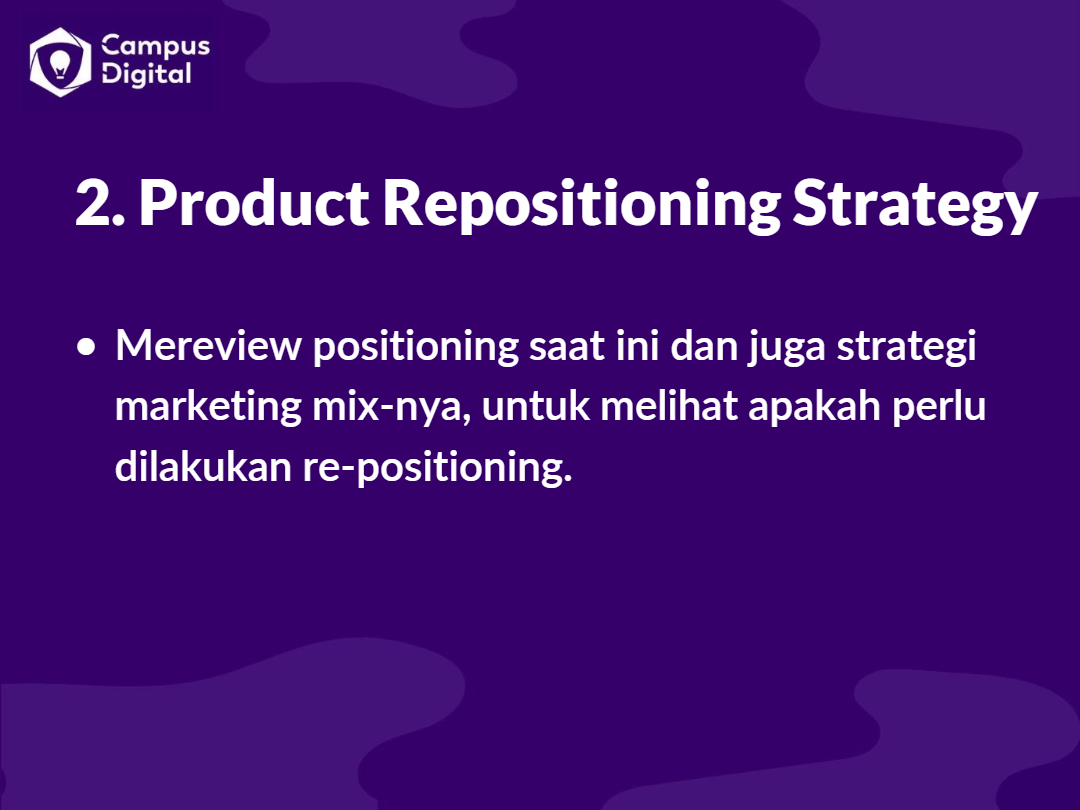 Campus
Digital
2. Product Repositioning Strategy
• Mereview positioning saat ini dan juga strategi
marketing mix-nya, untuk melihat apakah perlu
dilakukan re-positioning.